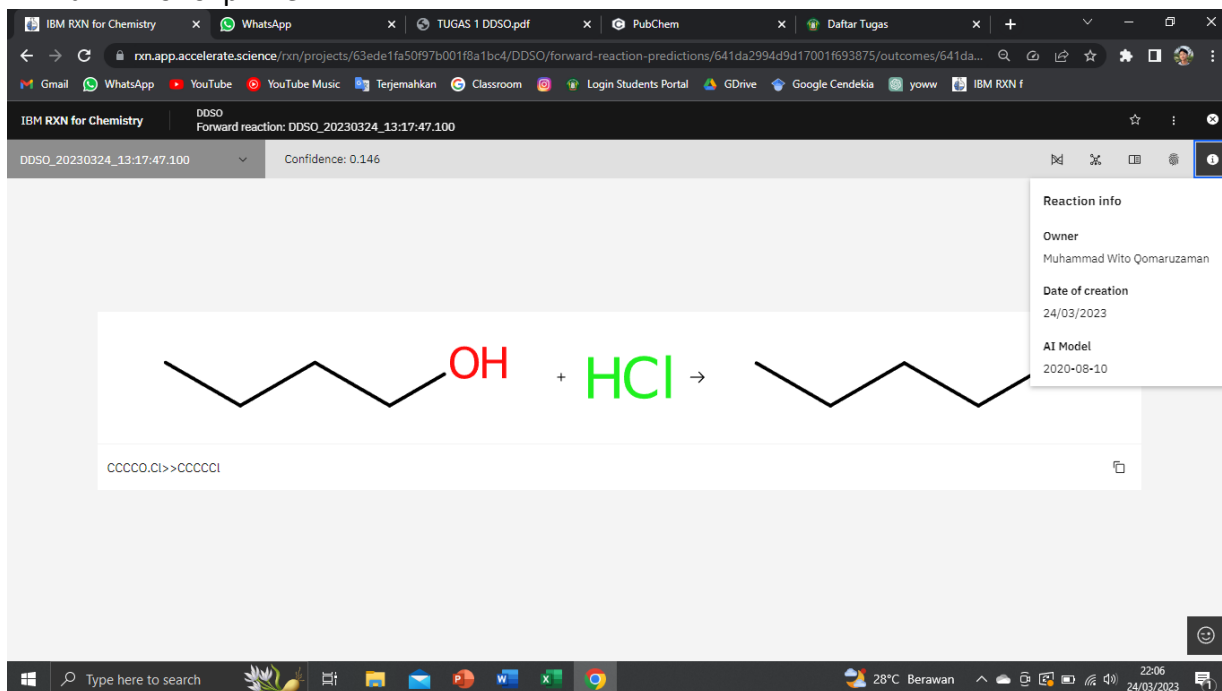 IBM RXN for Chemistry
WhatsApp
TUGAS 1 DDSO.pdf
PubChem
Daftar Tugas
rxn.app.accelerate.science/rxn/projects/63ede1fa50f97b001f8a1bc4/DDSO/forward-reaction-predictions/641da2994d9d17001f693875/outcomes/641da...
Gmail WhatsApp YouTube YouTube Music Terjemahkan Classroom Login Students Portal GDrive Google Cendekia yoww IBM RXN f
IBM RXN for Chemistry
DDSO
Forward reaction: DDSO_20230324_13:17:47.100
DDSO_20230324_13:17:47.100
Confidence: 0.146
Reaction info
Owner
Muhammad Wito Qomaruzaman
Date of creation
24/03/2023
AI Model
2020-08-10
OH + HCl →
CCCCO.Cl>>CCCCCl
Type here to search
28°C Berawan
22:06
24/03/2023
1